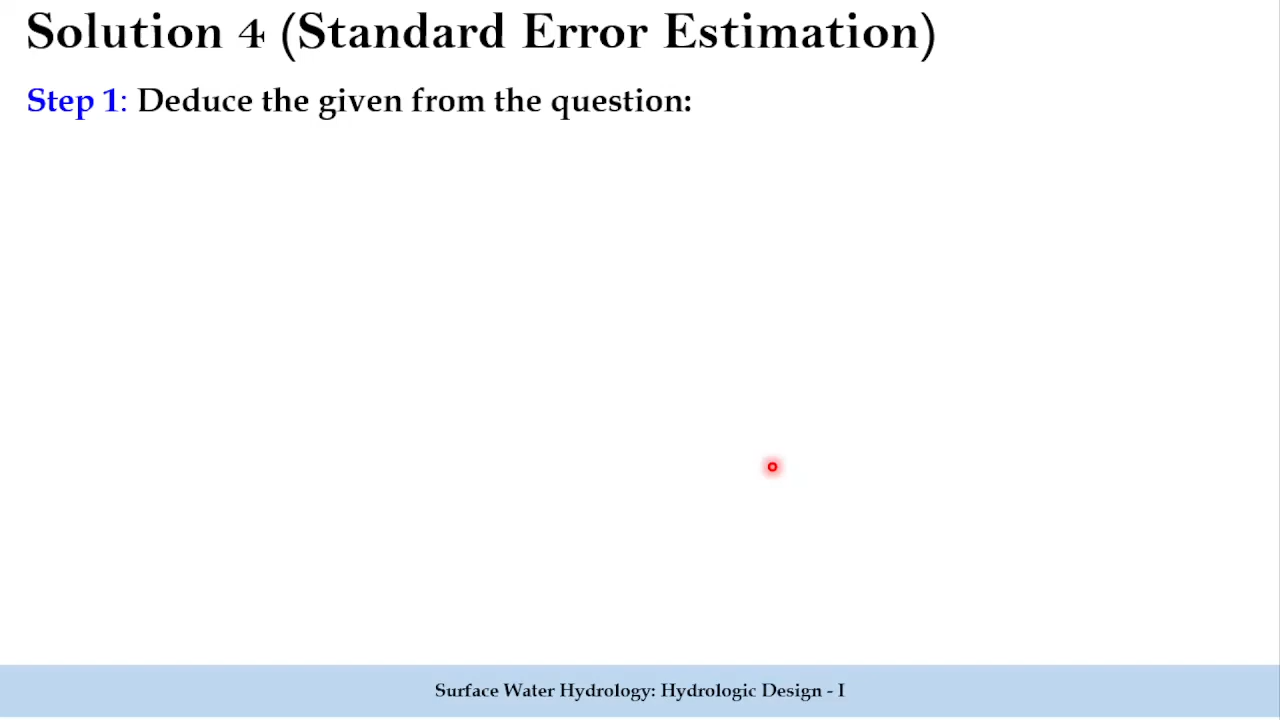 Solution 4 (Standard Error Estimation)
Step 1: Deduce the given from the question:
Surface Water Hydrology: Hydrologic Design - I